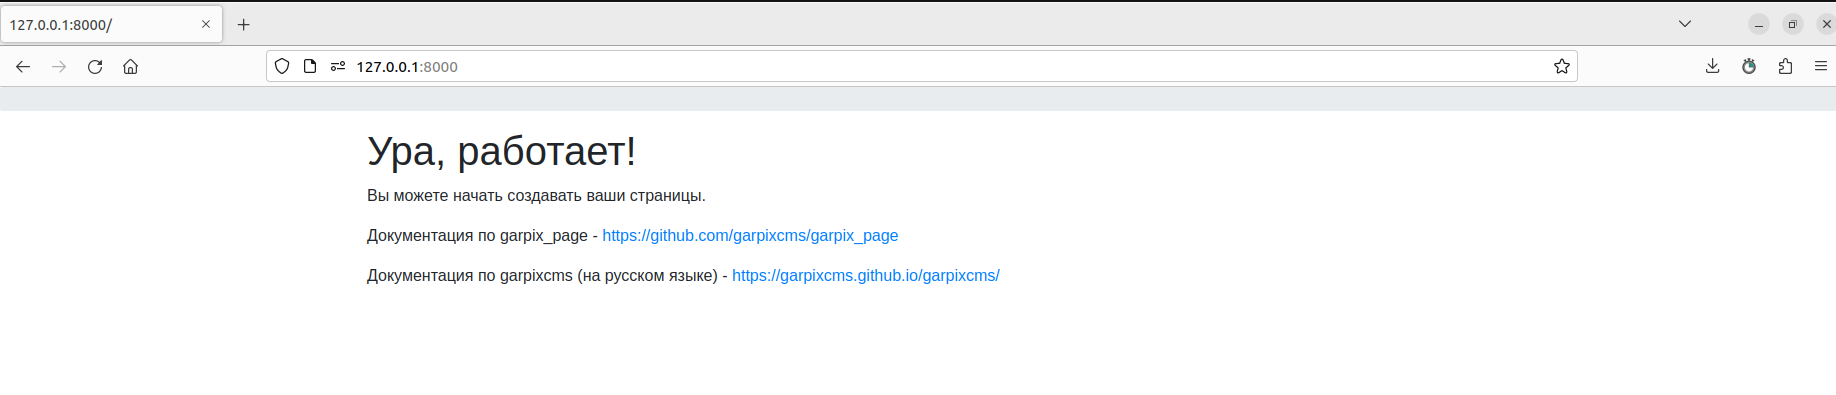 127.0.0.1:8000/
127.0.0.1:8000
Ура, работает!
Вы можете начать создавать ваши страницы.
Документация по garpix_page - https://github.com/garpixcms/garpix_page
Документация по garpixcms (на русском языке) - https://garpixcms.github.io/garpixcms/